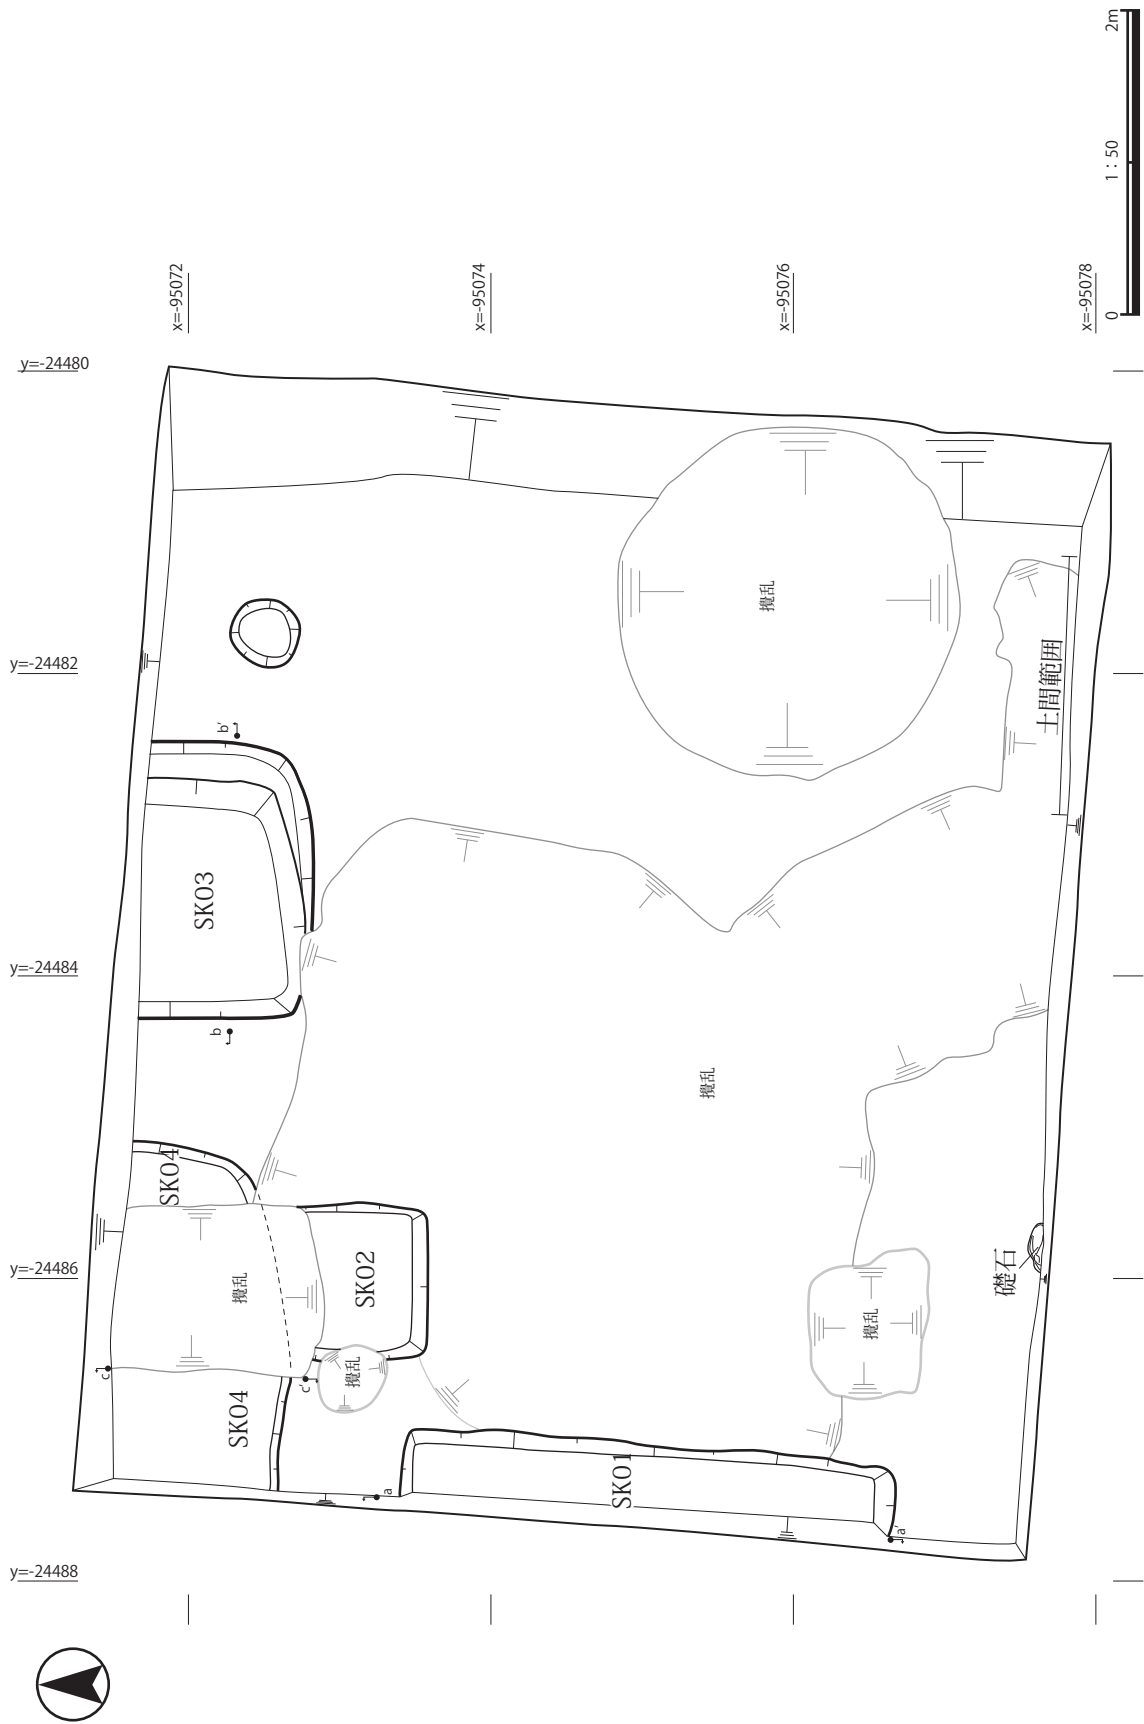 2m
1：50
0
x=-95072
x=-95074
x=-95076
x=-95078
y=-24480
y=-24482
y=-24484
y=-24486
y=-24488
攪乱
土間範囲
b'
SK03
b
攪乱
SK04
攪乱
SK02
礎石
攪乱
c
c'
攪乱
SK04
SK01
a
a'